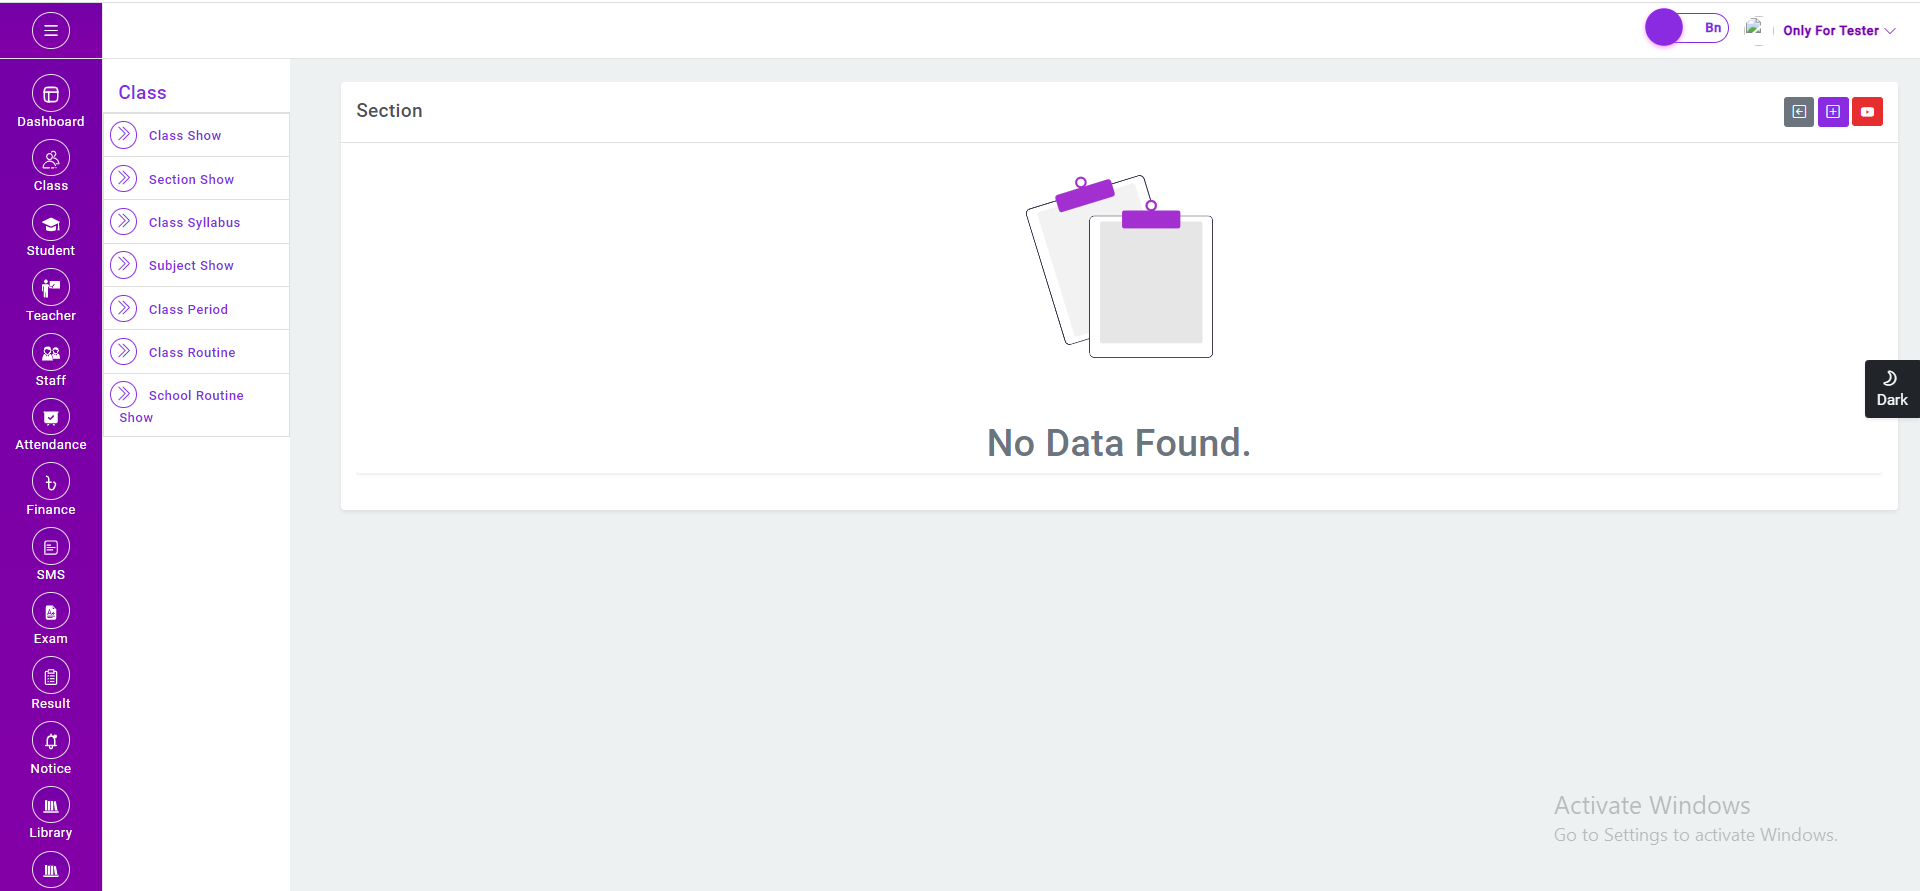 Bn
Only For Tester
Dashboard
Class
Student
Teacher
Staff
Attendance
Finance
SMS
Exam
Result
Notice
Library
Class
Class Show
Section Show
Class Syllabus
Subject Show
Class Period
Class Routine
School Routine
Show
Section
No Data Found.
Dark
Activate Windows
Go to Settings to activate Windows.